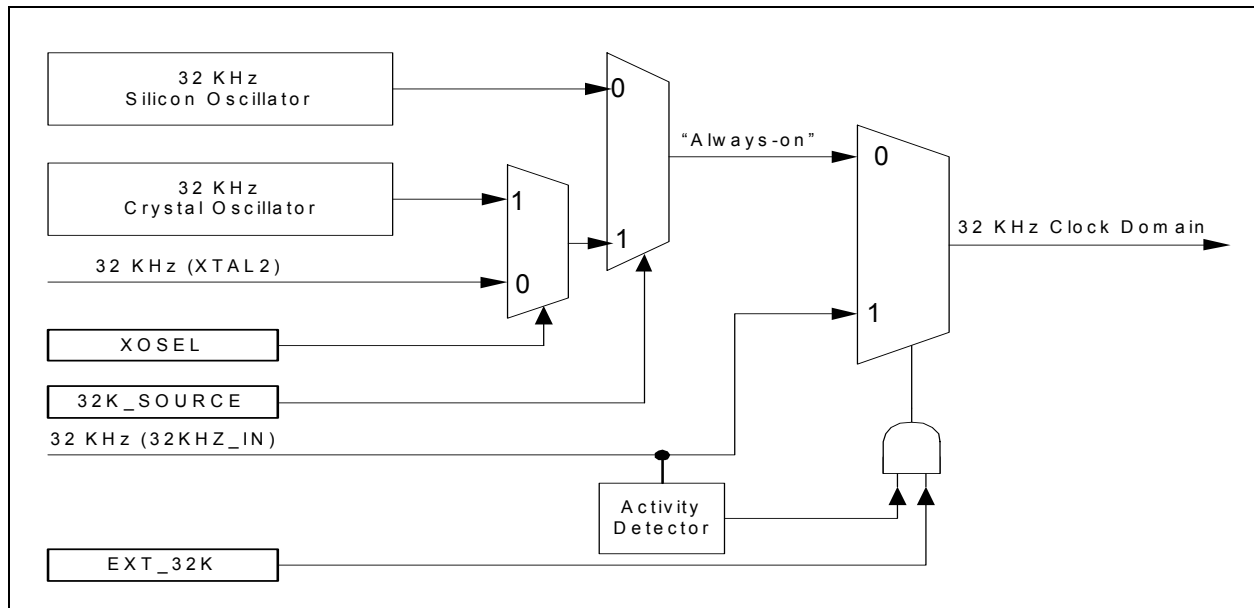 32 KHz
Silicon Oscillator
0
"Always-on"
0
32 KHz
Crystal Oscillator
1
1
32 KHz Clock Domain
32 KHz (XTAL2)
0
1
XOSEL
32K_SOURCE
32 KHz (32KHZ_IN)
Activity
Detector
EXT_32K